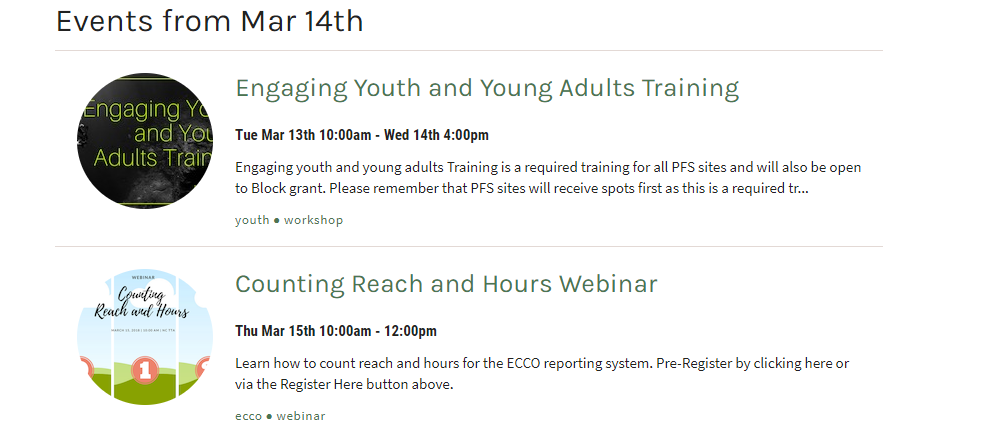 Events from Mar 14th
Engaging Yo
and You
Adults Train
Engaging Youth and Young Adults Training
Tue Mar 13th 10:00am - Wed 14th 4:00pm
Engaging youth and young adults Training is a required training for all PFS sites and will also be open
to Block grant. Please remember that PFS sites will receive spots first as this is a required tr...
youth ● workshop
WEBINAR
Counting
Reach and Hours
1
Counting Reach and Hours Webinar
Thu Mar 15th 10:00am - 12:00pm
Learn how to count reach and hours for the ECCO reporting system. Pre-Register by clicking here or
via the Register Here button above.
ecco ● webinar